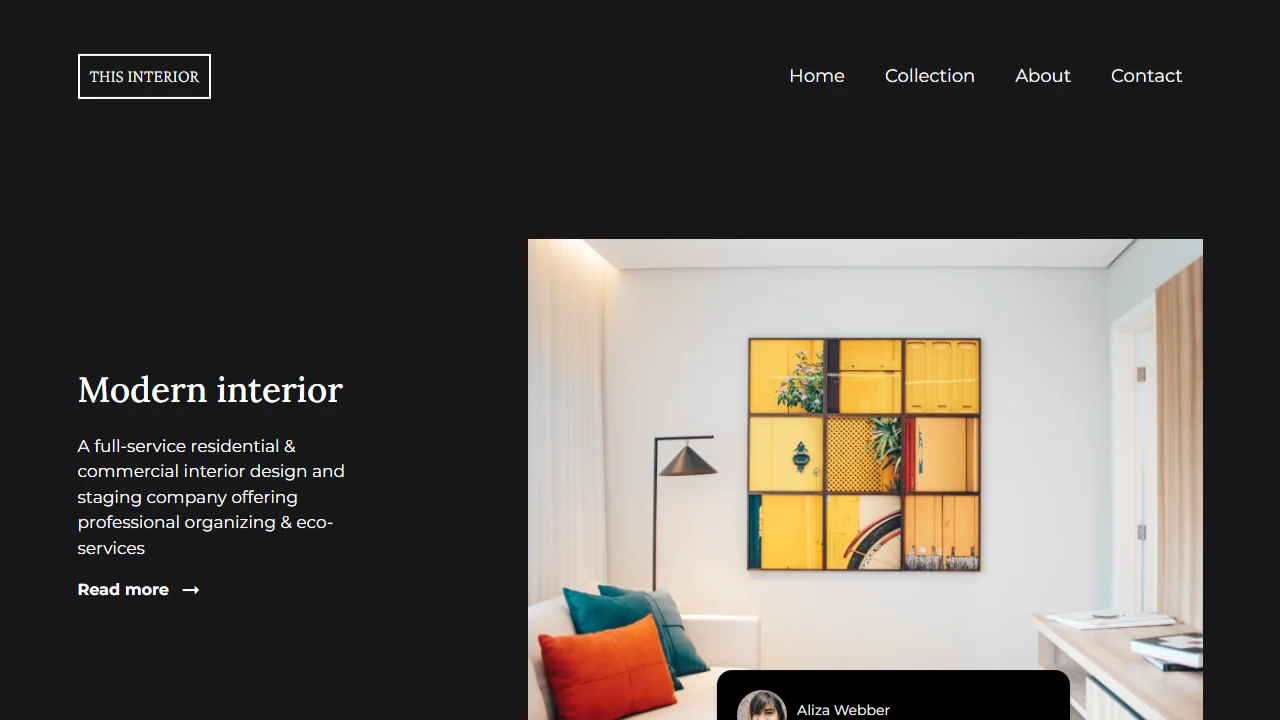 THIS INTERIOR
Home
Collection
About
Contact
Modern interior
A full-service residential &
commercial interior design and
staging company offering
professional organizing & eco-
services
Read more →
Aliza Webber